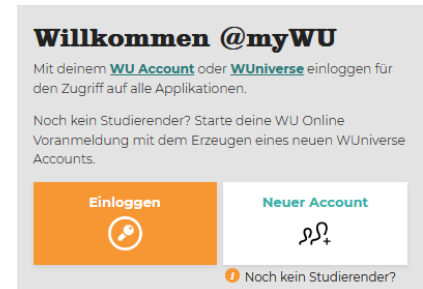 Willkommen @myWU
Mit deinem WU Account oder WUniverse einloggen für
den Zugriff auf alle Applikationen.
Noch kein Studierender? Starte deine WU Online
Voranmeldung mit dem Erzeugen eines neuen WUniverse
Accounts.
Einloggen
Neuer Account
Noch kein Studierender?